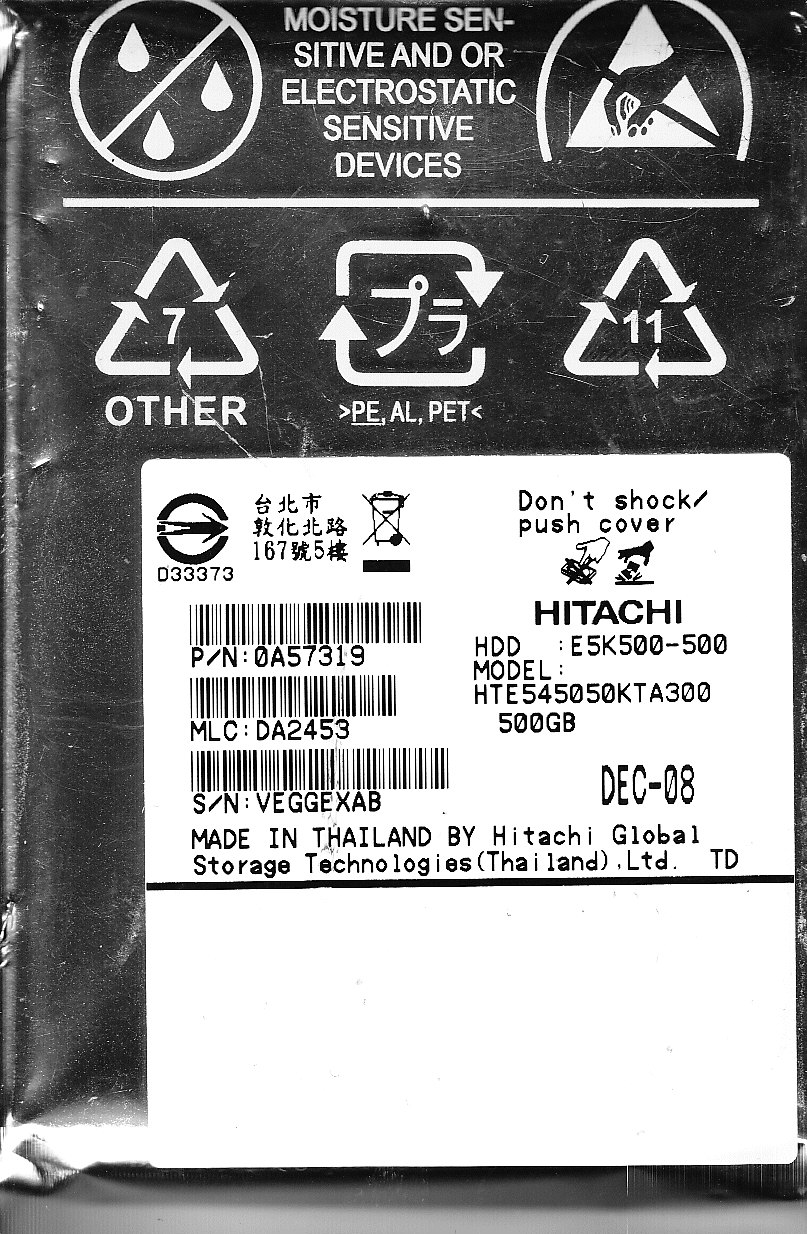 MOISTURE SEN-
SITIVE AND OR
ELECTROSTATIC
SENSITIVE
DEVICES
7
プラ
11
OTHER
>PE, AL, PET<
台北市
敦化北路
167號5樓
D33373
Don't shock/
push cover
HITACHI
P/N:0A57319
HDD :E5K500-500
MODEL:
HTE545050KTA300
500GB
MLC:DA2453
S/N:VEGGEXAB
DEC-08
MADE IN THAILAND BY Hitachi Global
Storage Technologies(Thailand),Ltd. TD